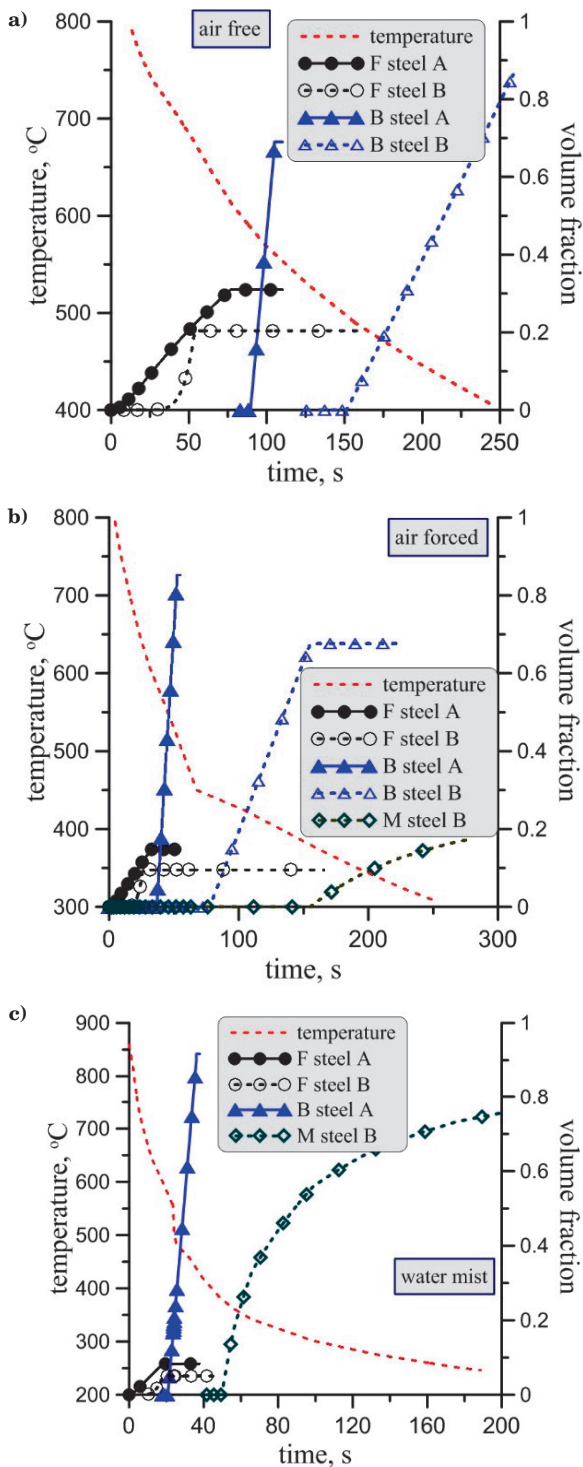 a)
air free
temperature
F steel A
F steel B
B steel A
B steel B
temperature, °C
800
700
600
500
400
volume fraction
1
0.8
0.6
0.4
0.2
0
0 50 100 150 200 250
time, s
b)
air forced
temperature
F steel A
F steel B
B steel A
B steel B
M steel B
temperature, °C
800
700
600
500
400
300
volume fraction
1
0.8
0.6
0.4
0.2
0
0 100 200 300
time, s
c)
temperature
F steel A
F steel B
B steel A
M steel B
water mist
temperature, °C
900
800
700
600
500
400
300
200
volume fraction
1
0.8
0.6
0.4
0.2
0
0 40 80 120 160 200
time, s